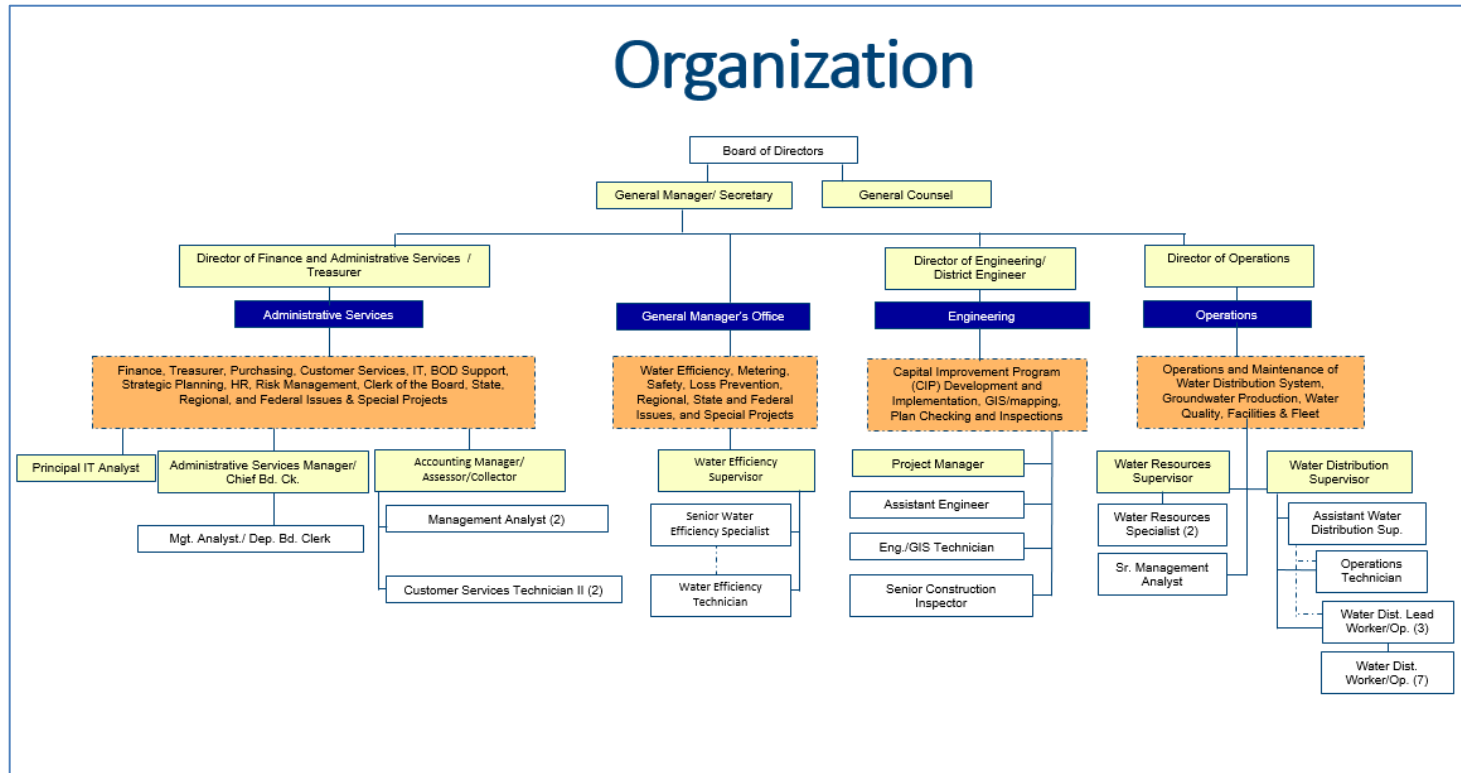 Organization
Board of Directors
General Manager/ Secretary
General Counsel
Director of Finance and Administrative Services /
Treasurer
Director of Engineering/
District Engineer
Director of Operations
Administrative Services
General Manager's Office
Engineering
Operations
Finance, Treasurer, Purchasing, Customer Services, IT, BOD Support,
Strategic Planning, HR, Risk Management, Clerk of the Board, State,
Regional, and Federal Issues & Special Projects
Water Efficiency, Metering,
Safety, Loss Prevention,
Regional, State and Federal
Issues, and Special Projects
Capital Improvement Program
(CIP) Development and
Implementation, GIS/mapping,
Plan Checking and Inspections
Operations and Maintenance of
Water Distribution System,
Groundwater Production, Water
Quality, Facilities & Fleet
Principal IT Analyst
Administrative Services Manager/
Chief Bd. Ck.
Mgt. Analyst./ Dep. Bd. Clerk
Accounting Manager/
Assessor/Collector
Management Analyst (2)
Customer Services Technician II (2)
Water Efficiency
Supervisor
Senior Water
Efficiency Specialist
Water Efficiency
Technician
Project Manager
Assistant Engineer
Eng./GIS Technician
Senior Construction
Inspector
Water Resources
Supervisor
Water Resources
Specialist (2)
Sr. Management
Analyst
Water Distribution
Supervisor
Assistant Water
Distribution Sup.
Operations
Technician
Water Dist. Lead
Worker/Op. (3)
Water Dist.
Worker/Op. (7)